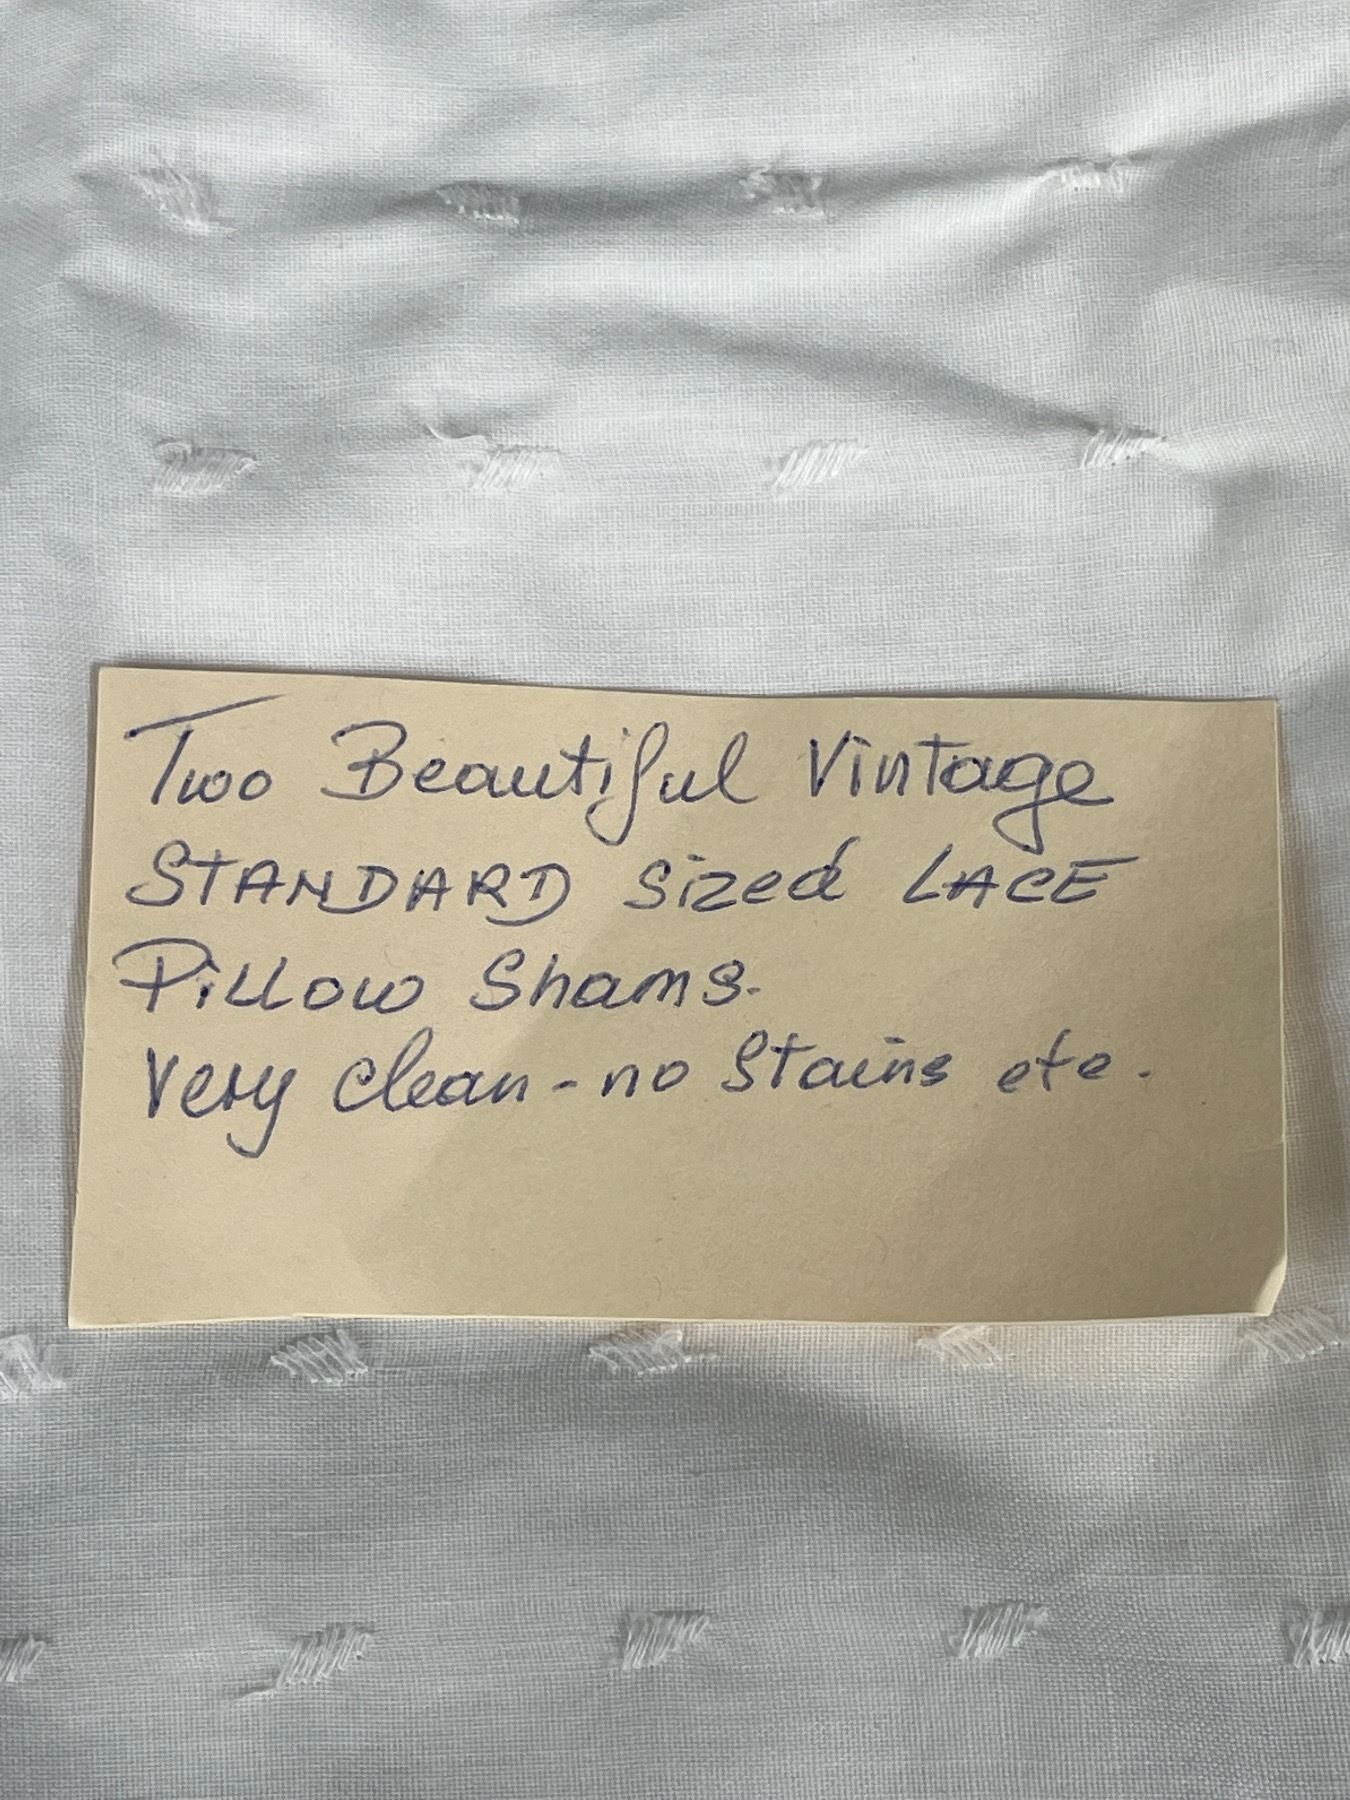 Two Beautiful Vintage
STANDARD Sized LACE
Pillow Shams.
Very clean - no Stains etc.